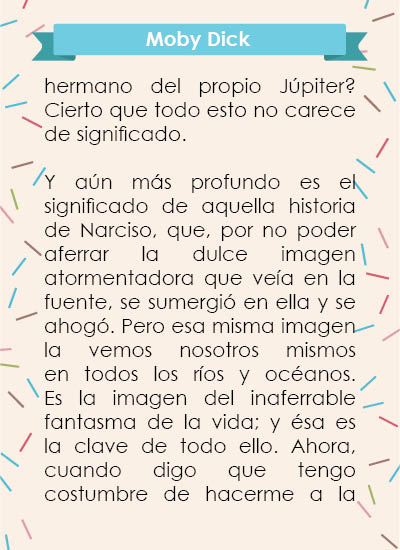 Moby Dick
hermano del propio Júpiter?
Cierto que todo esto no carece
de significado.
Y aún más profundo es el
significado de aquella historia
de Narciso, que, por no poder
aferrar la dulce imagen
atormentadora que veía en la
fuente, se sumergió en ella y se
ahogó. Pero esa misma imagen
la vemos nosotros mismos
en todos los ríos y océanos.
Es la imagen del inaferrable
fantasma de la vida; y ésa es
la clave de todo ello. Ahora,
cuando digo que tengo
costumbre de hacerme a la